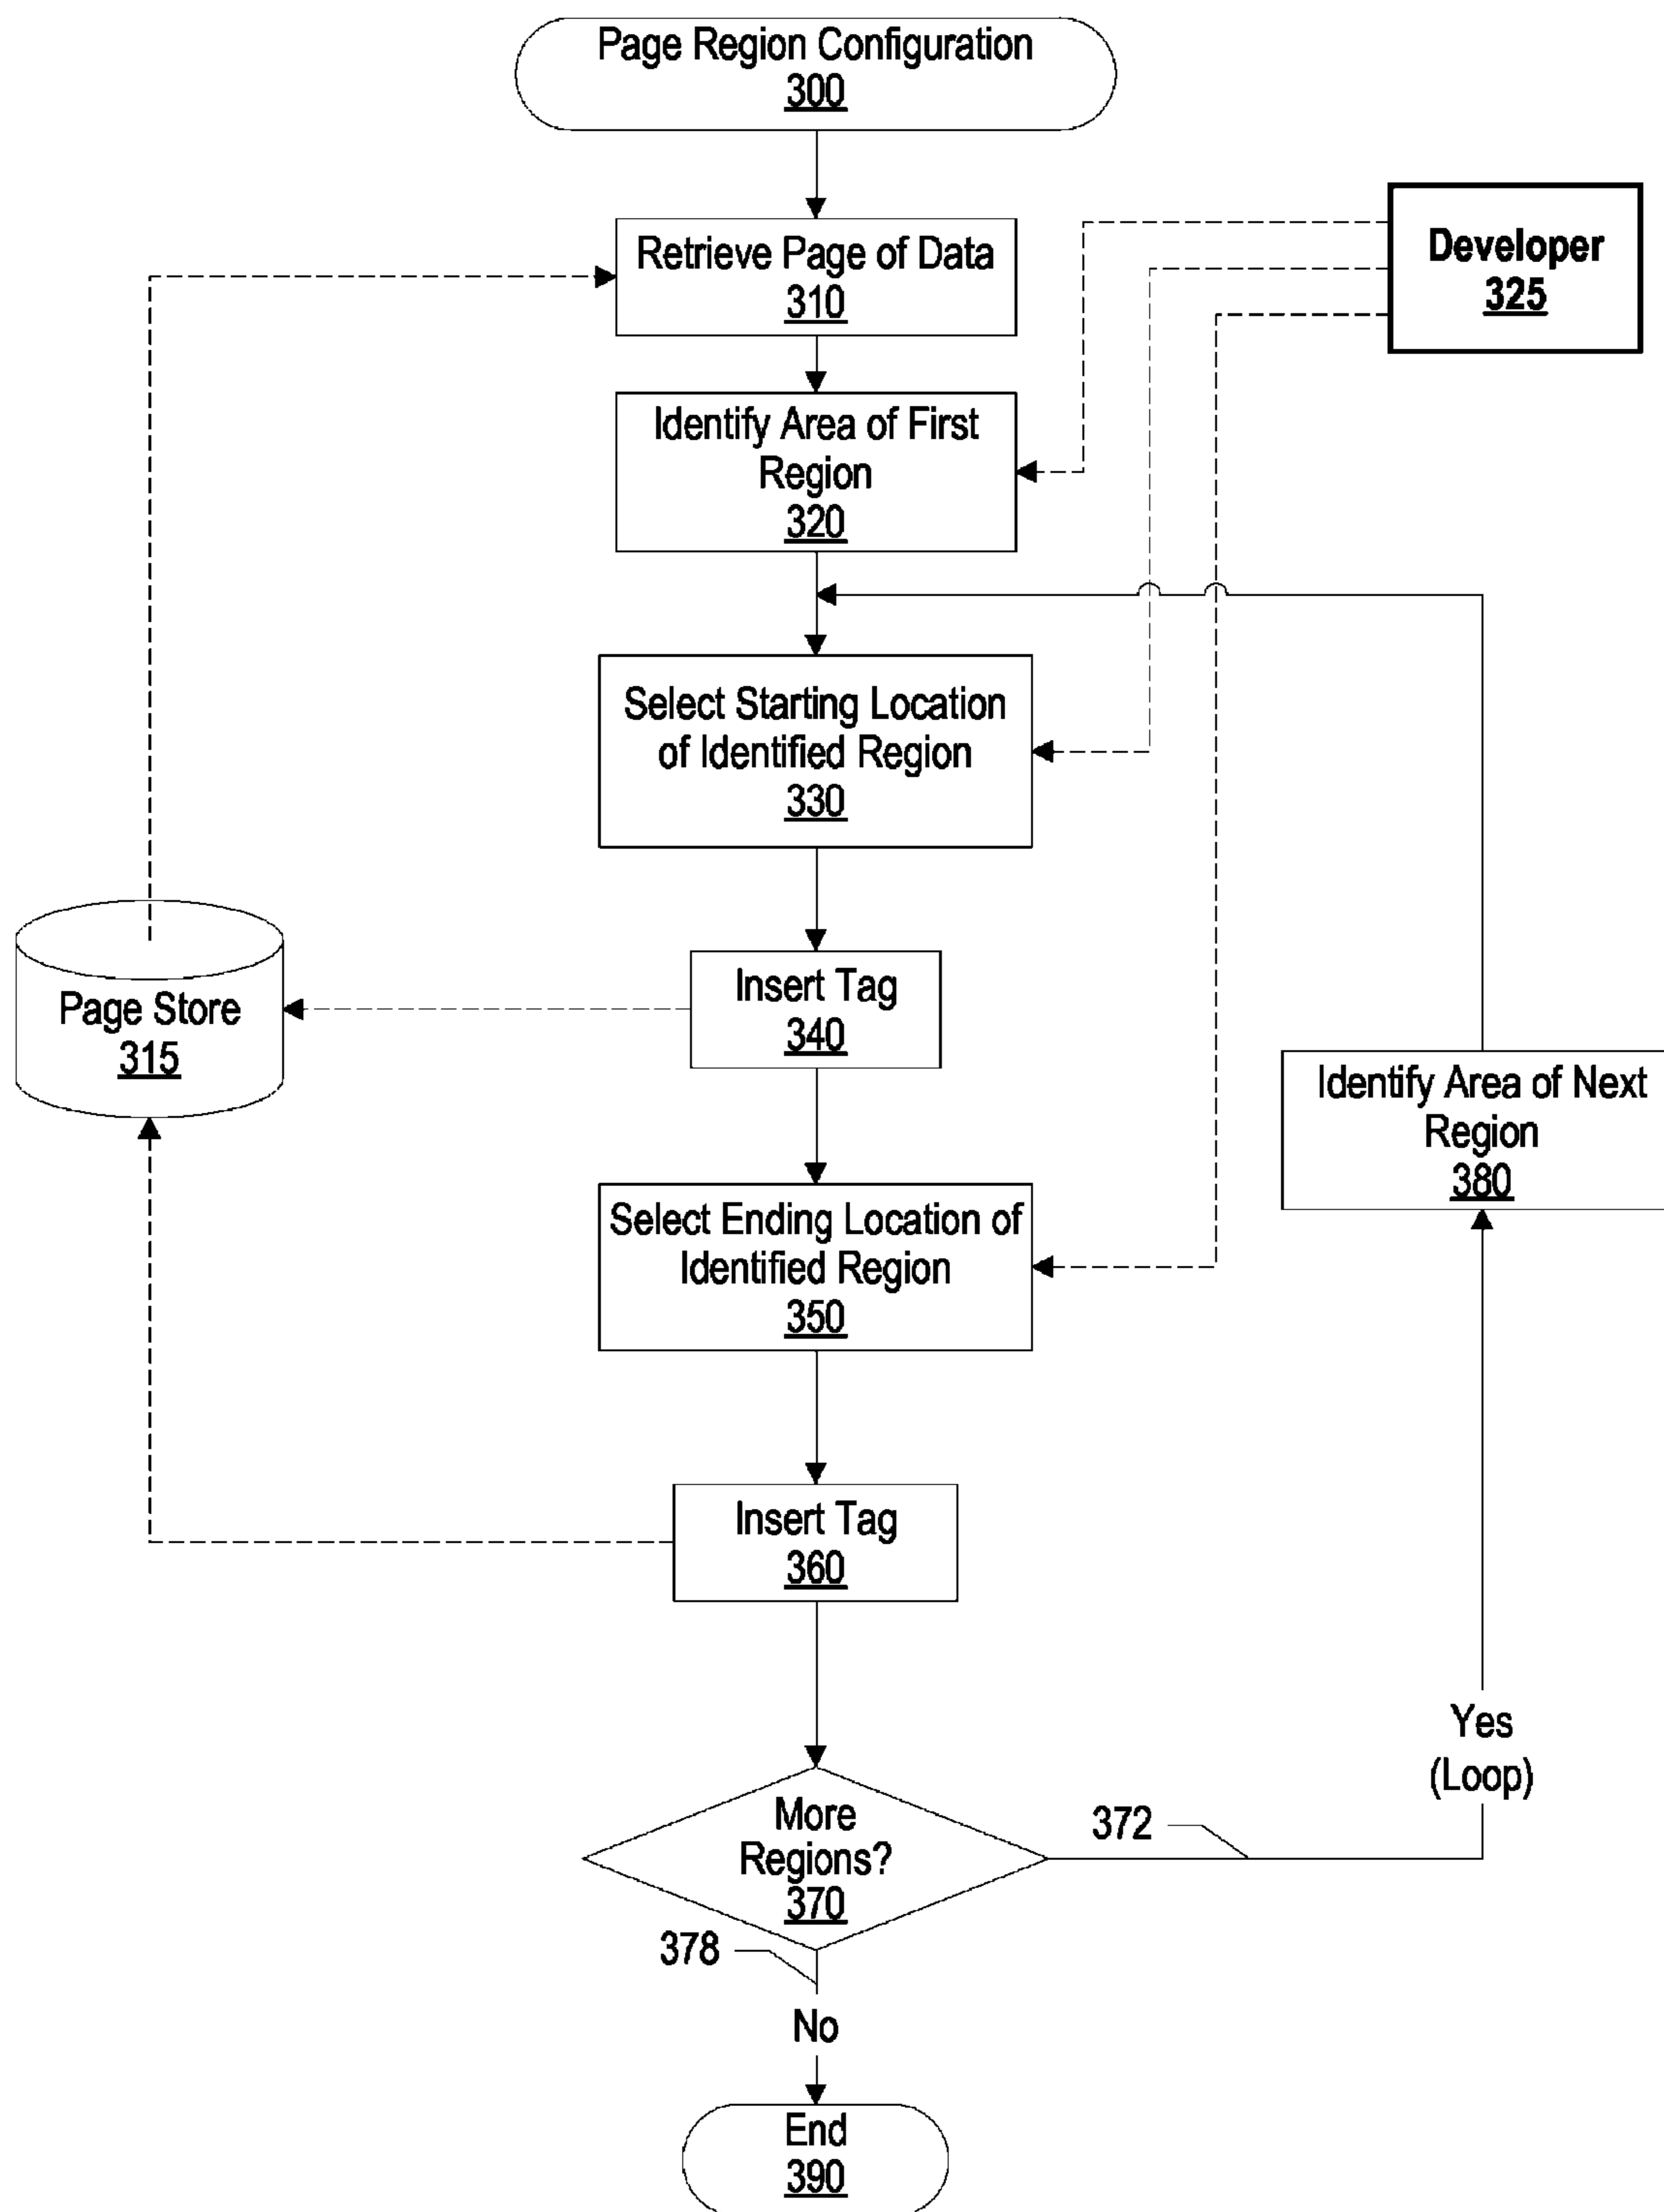 Page Region Configuration
300
Retrieve Page of Data
310
Developer
325
Identify Area of First
Region
320
Select Starting Location
of Identified Region
330
Page Store
315
Insert Tag
340
Identify Area of Next
Region
380
Select Ending Location of
Identified Region
350
Insert Tag
360
Yes
(Loop)
More
Regions?
370
372
378
No
End
390